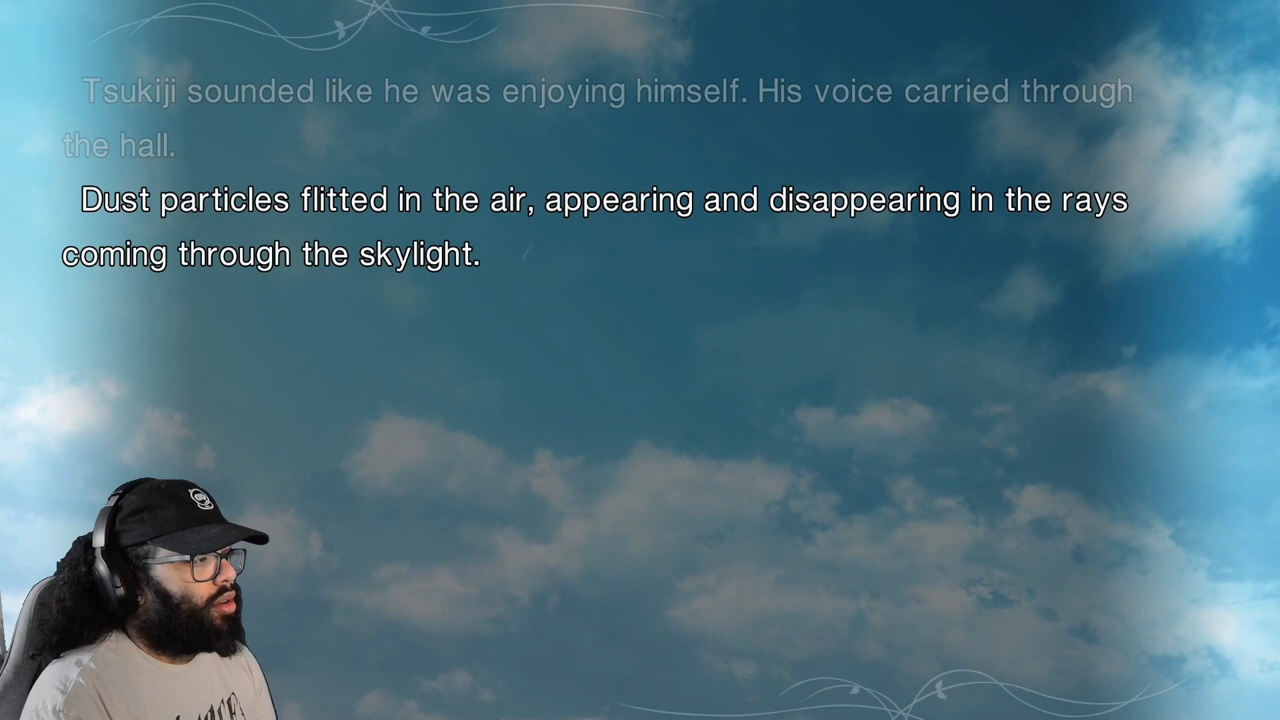 Tsukiji sounded like he was enjoying himself. His voice carried through
the hall.
Dust particles flitted in the air, appearing and disappearing in the rays
coming through the skylight.